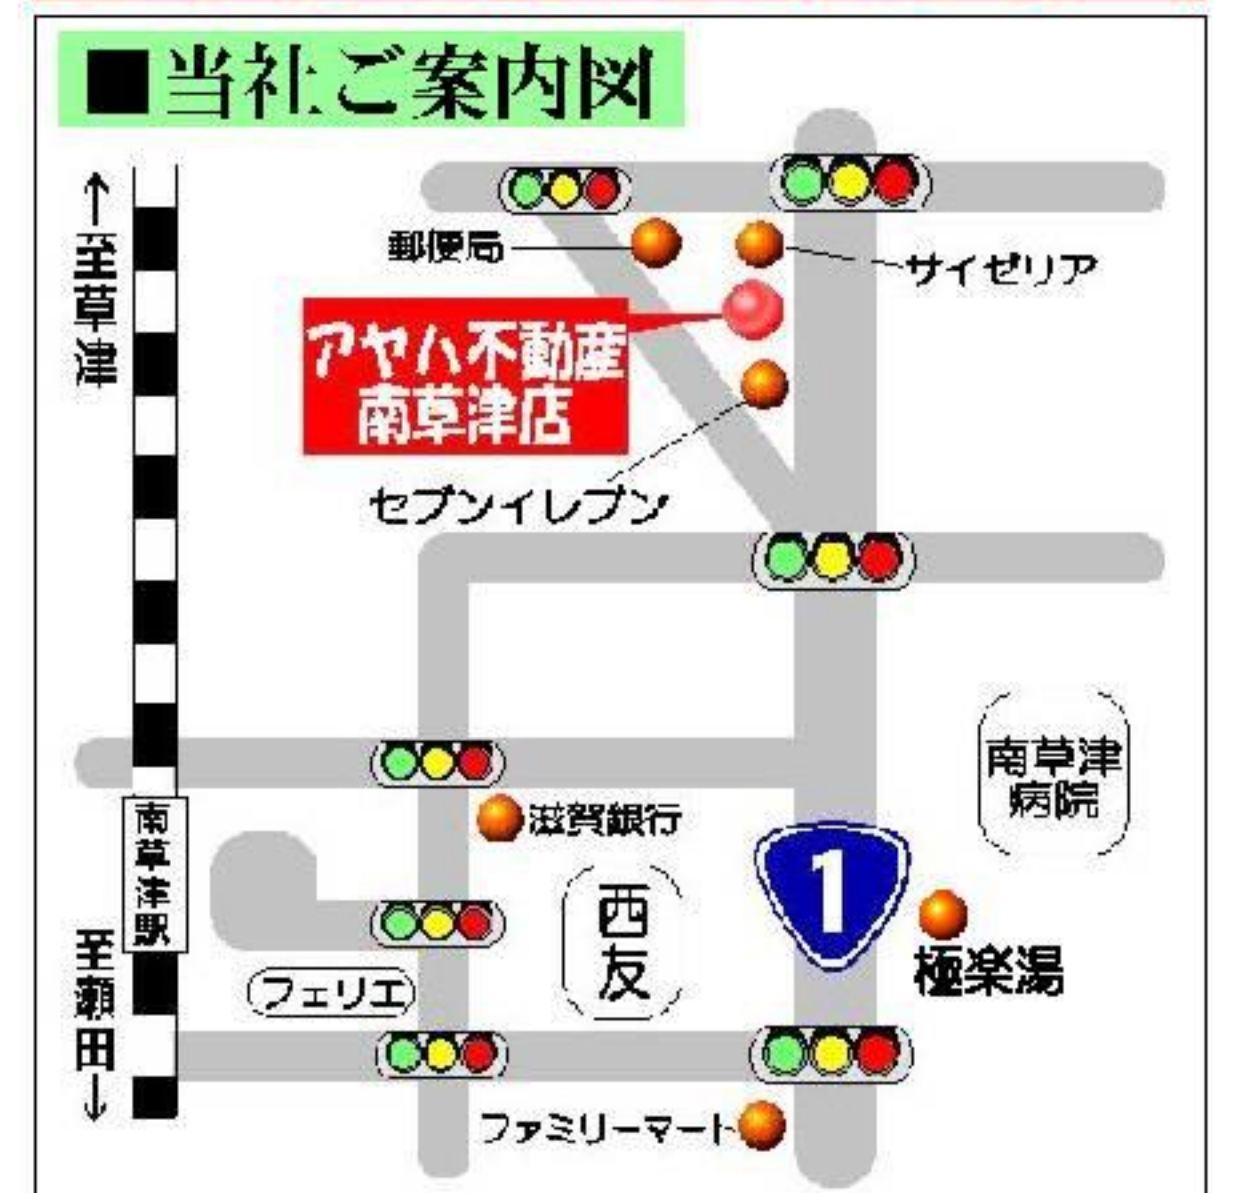 ■当社ご案内図
←至草津
郵便局
サイゼリア
アヤハ不動産
南草津店
セブンイレブン
南草津
病院
滋賀銀行
1
南草津駅
西友
極楽湯
フェリエ
至瀬田→
ファミリーマート